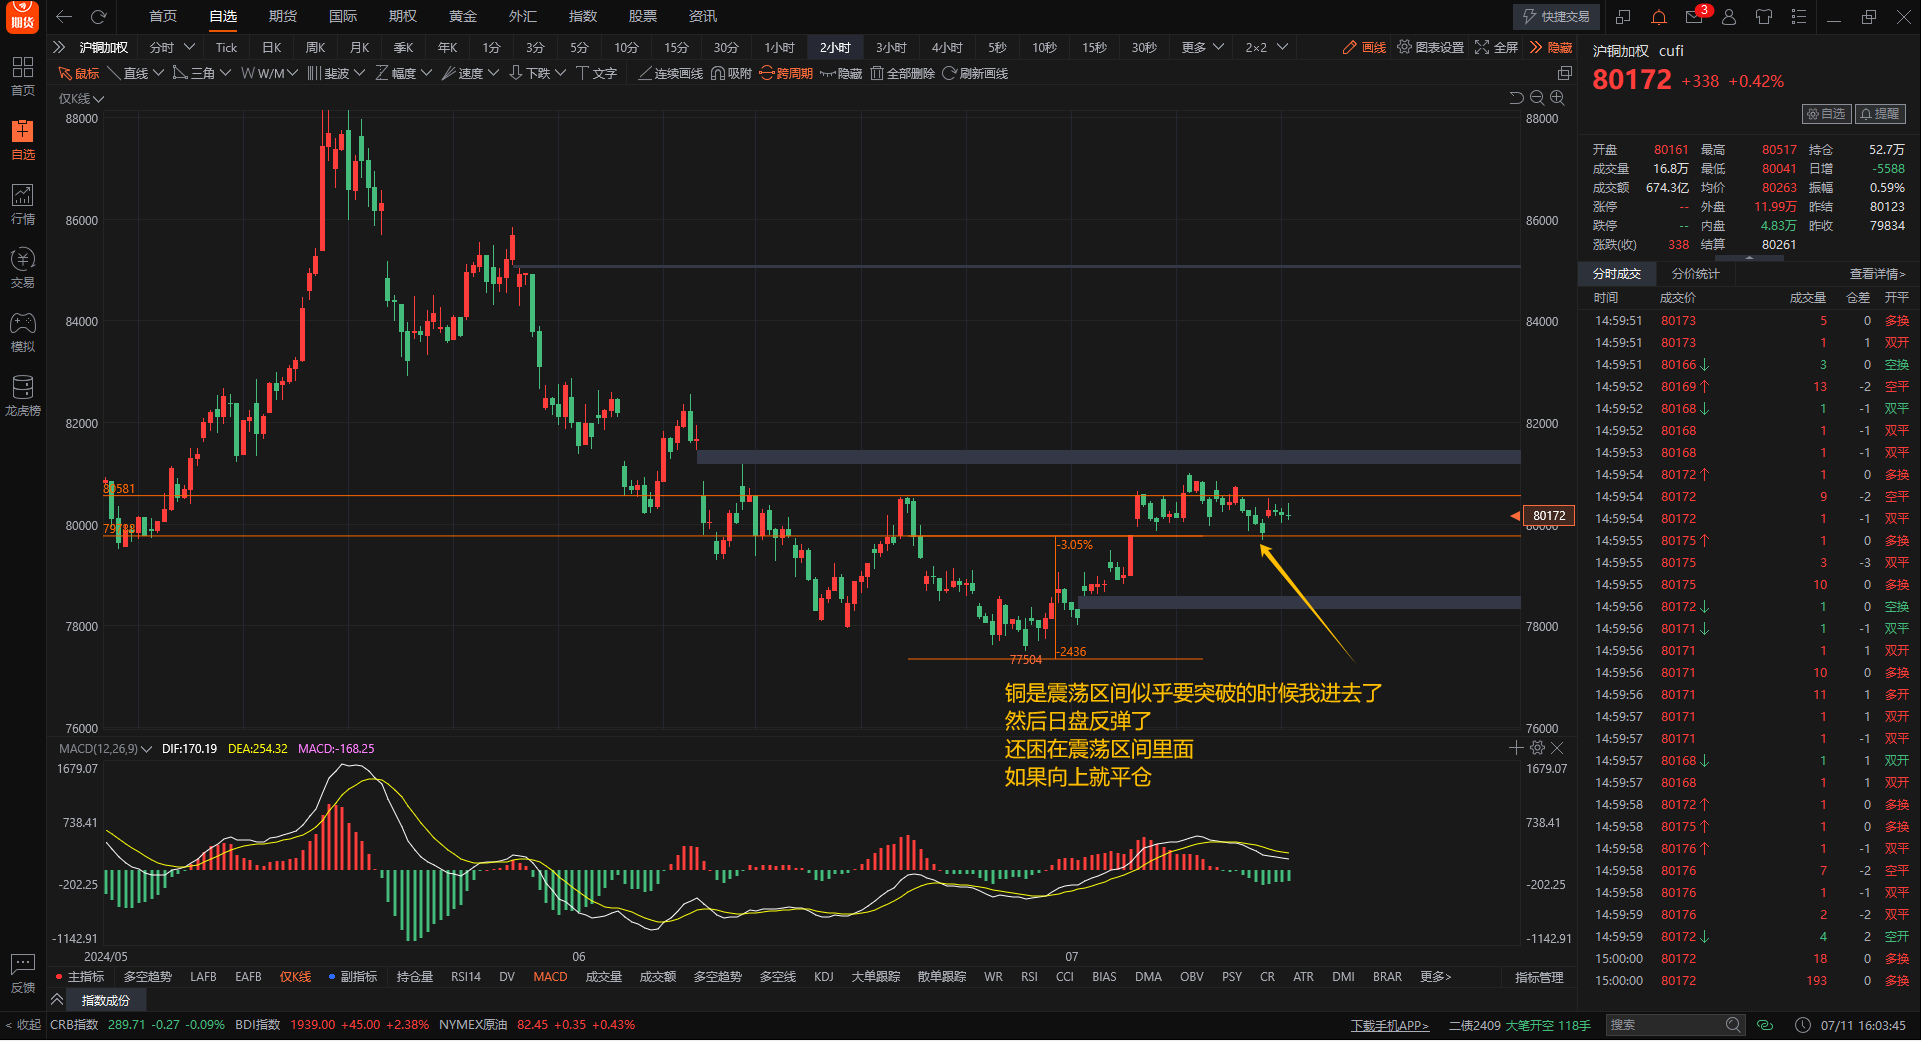 期货
首页 自选 期货 国际 期权 黄金 外汇 指数 股票 资讯
快捷交易 3
沪铜加权 分时 Tick 日K 周K 月K 季K 年K 1分 3分 5分 10分 15分 30分 1小时 2小时 3小时 4小时 5秒 10秒 15秒 30秒 更多 2×2 画线 图表设置 全屏 隐藏
鼠标 直线 三角 W/M 斐波 幅度 速度 下跌 文字 连续画线 吸附 跨周期 隐藏 全部删除 刷新画线
仅K线
首页
自选
行情
交易
模拟
龙虎榜
反馈
< 收起
88000 88000
86000 86000
84000 84000
82000 82000
80581
80000 80000
80172
79788
-3.05%
78000 78000
-2436
77504
76000 76000
铜是震荡区间似乎要突破的时候我进去了
然后日盘反弹了
还困在震荡区间里面
如果向上就平仓
MACD(12,26,9) DIF:170.19 DEA:254.32 MACD:-168.25
1679.07 1679.07
738.41 738.41
-202.25 -202.25
-1142.91 -1142.91
2024/05 06 07
主指标 多空趋势 LAFB EAFB 仅K线 副指标 持仓量 RSI14 DV MACD 成交量 成交额 多空趋势 多空线 KDJ 大单跟踪 散单跟踪 WR RSI CCI BIAS DMA OBV PSY CR ATR DMI BRAR 更多> 指标管理
指数成份
CRB指数 289.71 -0.27 -0.09% BDI指数 1939.00 +45.00 +2.38% NYMEX原油 82.45 +0.35 +0.43%
下载手机APP> 二债2409 大笔开空 118手 搜索 07/11 16:03:45
沪铜加权 cufi
80172 +338 +0.42%
自选 提醒
开盘 80161 最高 80517 持仓 52.7万
成交量 16.8万 最低 80041 日增 -5588
成交额 674.3亿 均价 80263 振幅 0.59%
涨停 -- 外盘 11.99万 昨结 80123
跌停 -- 内盘 4.83万 昨收 79834
涨跌(收) 338 结算 80261
分时成交 分价统计 查看详情>
时间 成交价 成交量 仓差 开平
14:59:51 80173 5 0 多换
14:59:51 80173 1 1 双开
14:59:51 80166↓ 3 0 空换
14:59:52 80169↑ 13 -2 空平
14:59:52 80168↓ 1 -1 双平
14:59:52 80168 1 -1 双平
14:59:53 80168 1 -1 双平
14:59:54 80172↑ 1 0 多换
14:59:54 80172 9 -2 空平
14:59:54 80172 1 -1 双平
14:59:55 80175↑ 1 0 多换
14:59:55 80175 3 -3 双平
14:59:55 80175 10 0 多换
14:59:56 80172↓ 1 0 空换
14:59:56 80171↓ 1 -1 双平
14:59:56 80171 1 1 双开
14:59:56 80171 10 0 多换
14:59:56 80171 11 1 多开
14:59:57 80171 1 1 双开
14:59:57 80171 1 -1 双平
14:59:57 80168↓ 1 1 双开
14:59:57 80168 1 1 双开
14:59:58 80172↑ 1 0 多换
14:59:58 80175↑ 1 0 多换
14:59:58 80176↑ 1 -1 双平
14:59:58 80176 7 -2 空平
14:59:58 80176 1 -1 双平
14:59:59 80176 2 -2 双平
14:59:59 80172↓ 4 2 空开
15:00:00 80172 18 0 多换
15:00:00 80172 193 0 多换